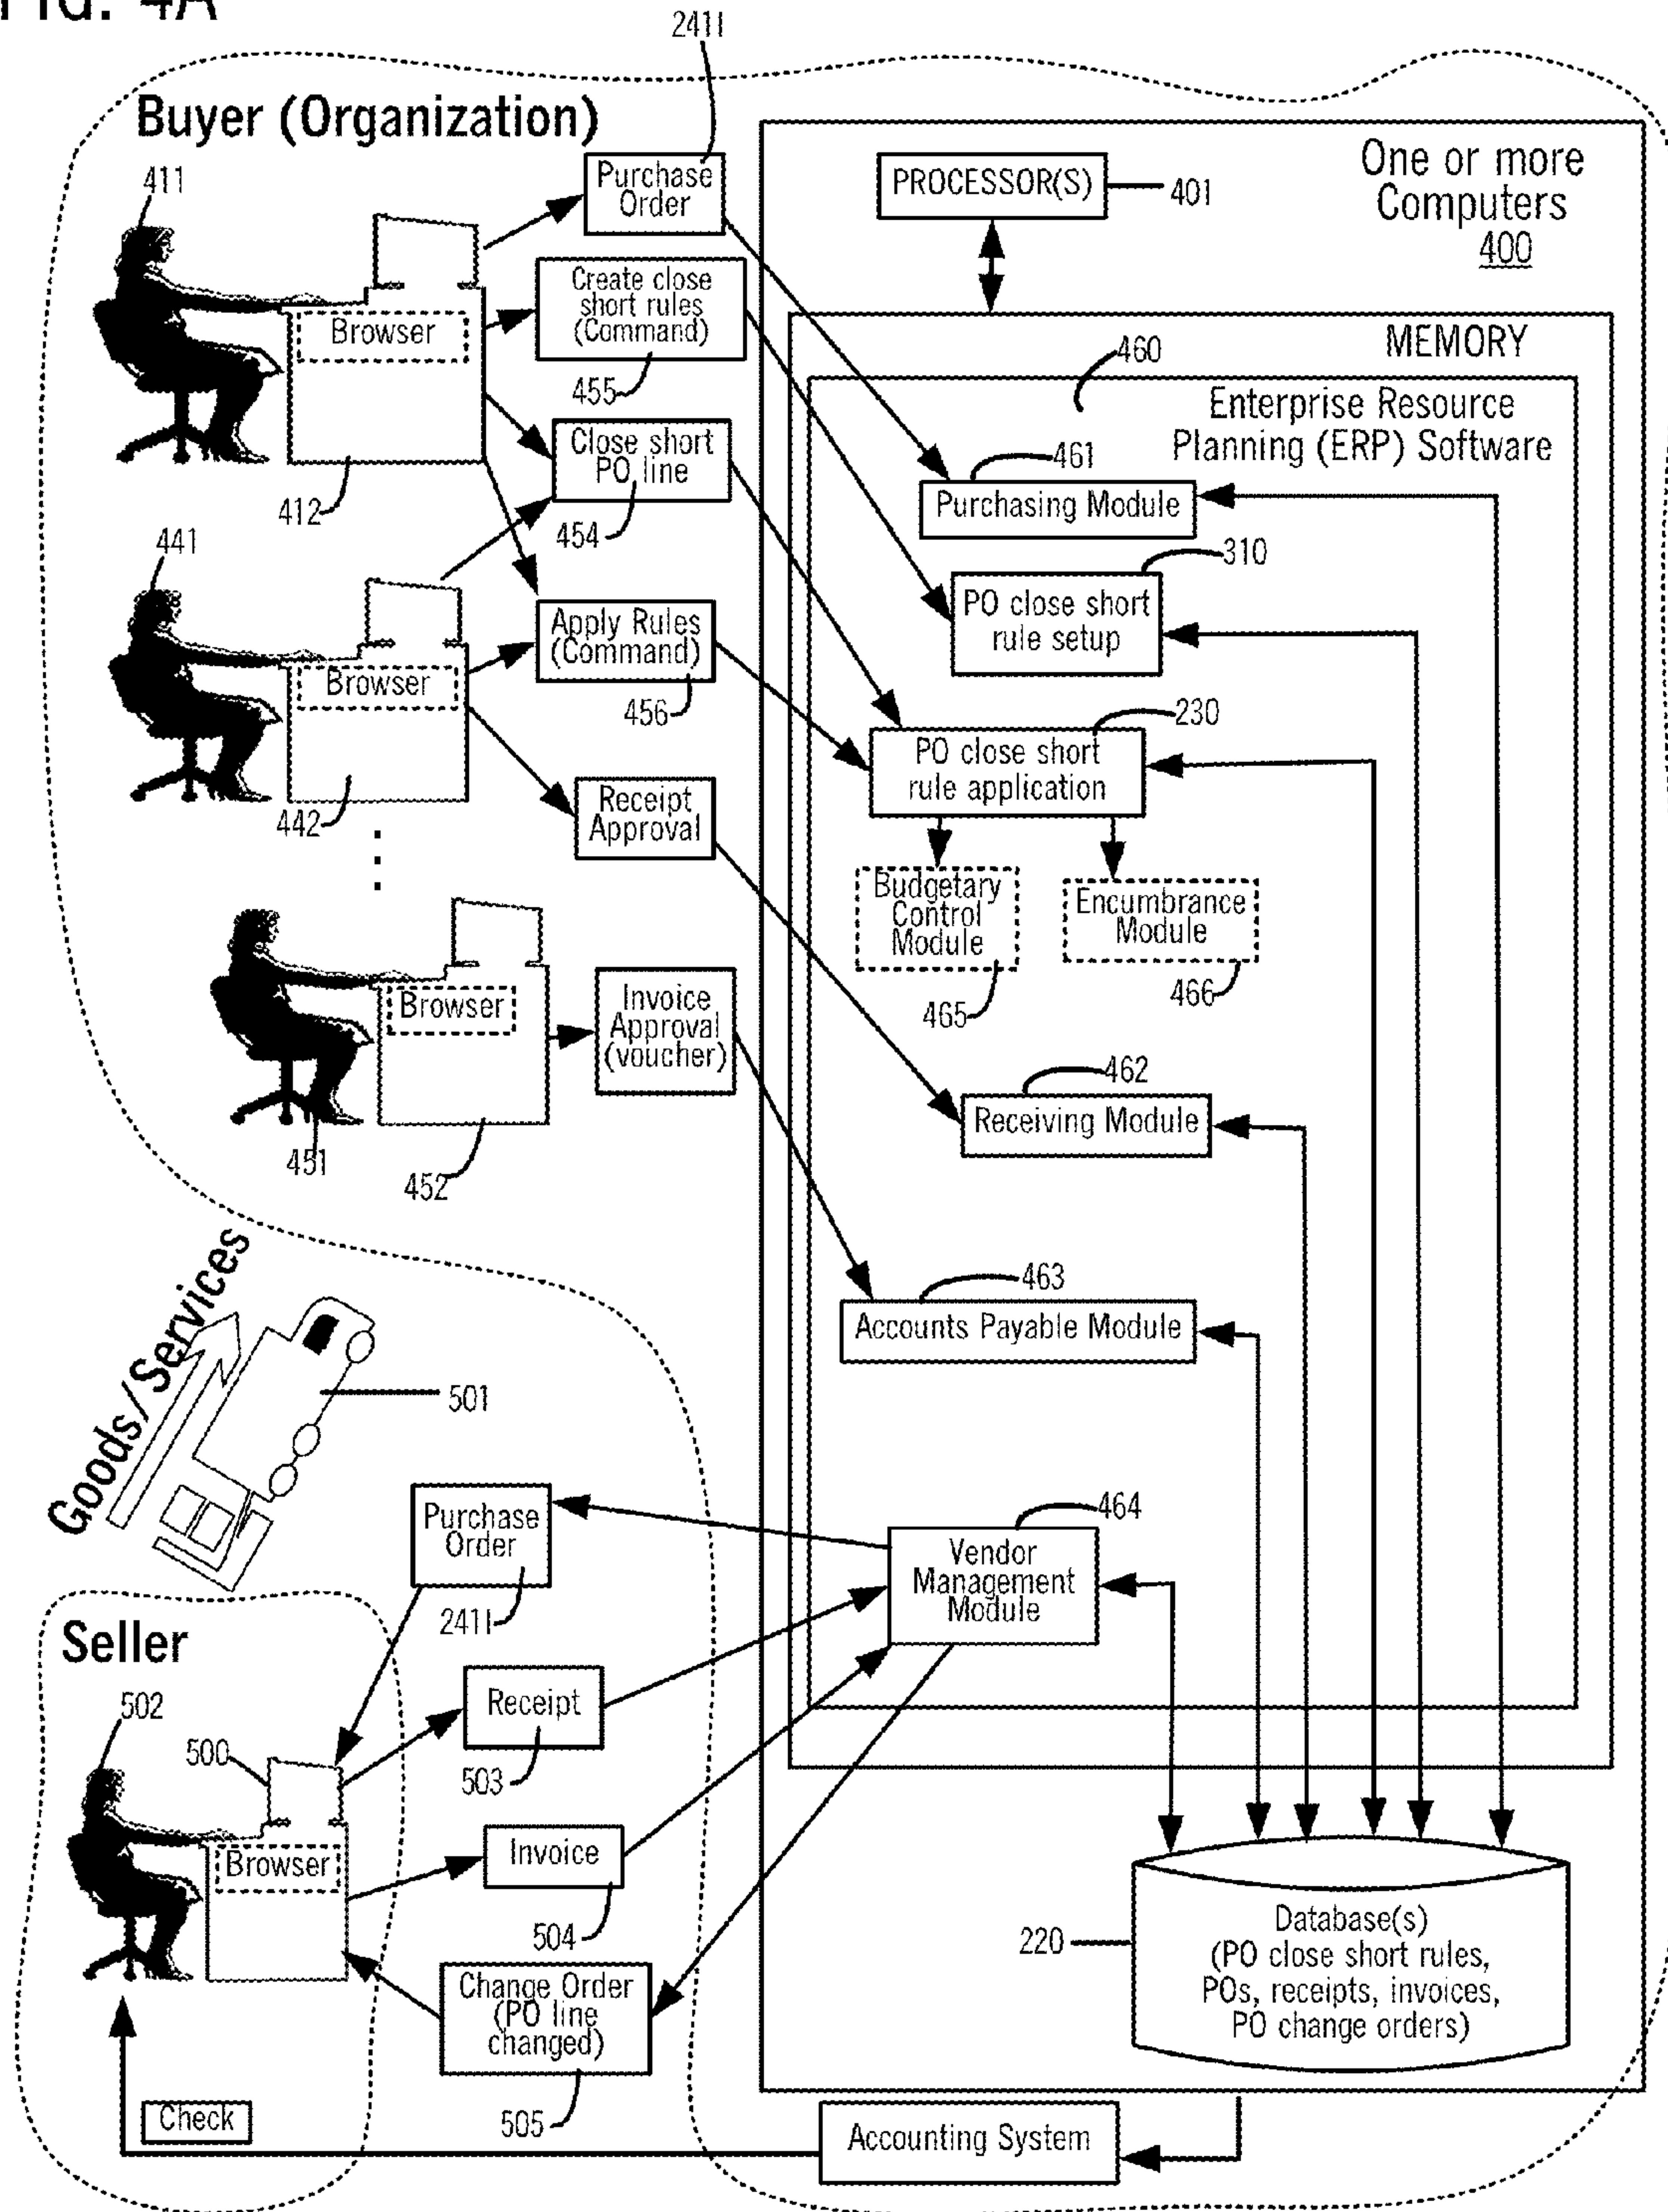 FIG. 4A
241I
Buyer (Organization)
411
Browser
412
Purchase
Order
Create close
short rules
(Command)
455
Close short
PO line
454
441
Browser
442
Apply Rules
(Command)
456
Receipt
Approval
Browser
451
452
Invoice
Approval
(voucher)
One or more
Computers
400
PROCESSOR(S)
401
MEMORY
460
Enterprise Resource
Planning (ERP) Software
461
Purchasing Module
310
PO close short
rule setup
230
PO close short
rule application
Budgetary
Control
Module
465
Encumbrance
Module
466
462
Receiving Module
463
Accounts Payable Module
464
Vendor
Management
Module
Goods/Services
501
Purchase
Order
241I
Seller
502
500
Browser
Receipt
503
Invoice
504
Change Order
(PO line
changed)
505
220
Database(s)
(PO close short rules,
POs, receipts, invoices,
PO change orders)
Check
Accounting System